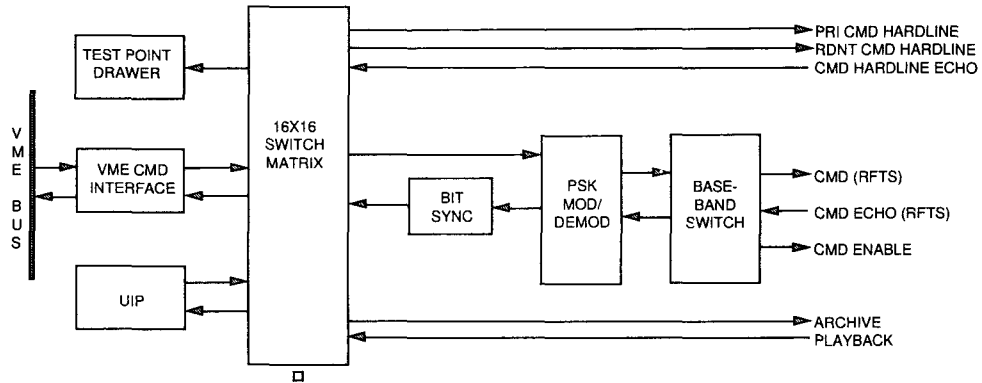 TEST POINT
DRAWER
V
M
E
B
U
S
VME CMD
INTERFACE
UIP
16X16
SWITCH
MATRIX
BIT
SYNC
PSK
MOD/
DEMOD
BASE-
BAND
SWITCH
PRI CMD HARDLINE
RDNT CMD HARDLINE
CMD HARDLINE ECHO
CMD (RFTS)
CMD ECHO (RFTS)
CMD ENABLE
ARCHIVE
PLAYBACK